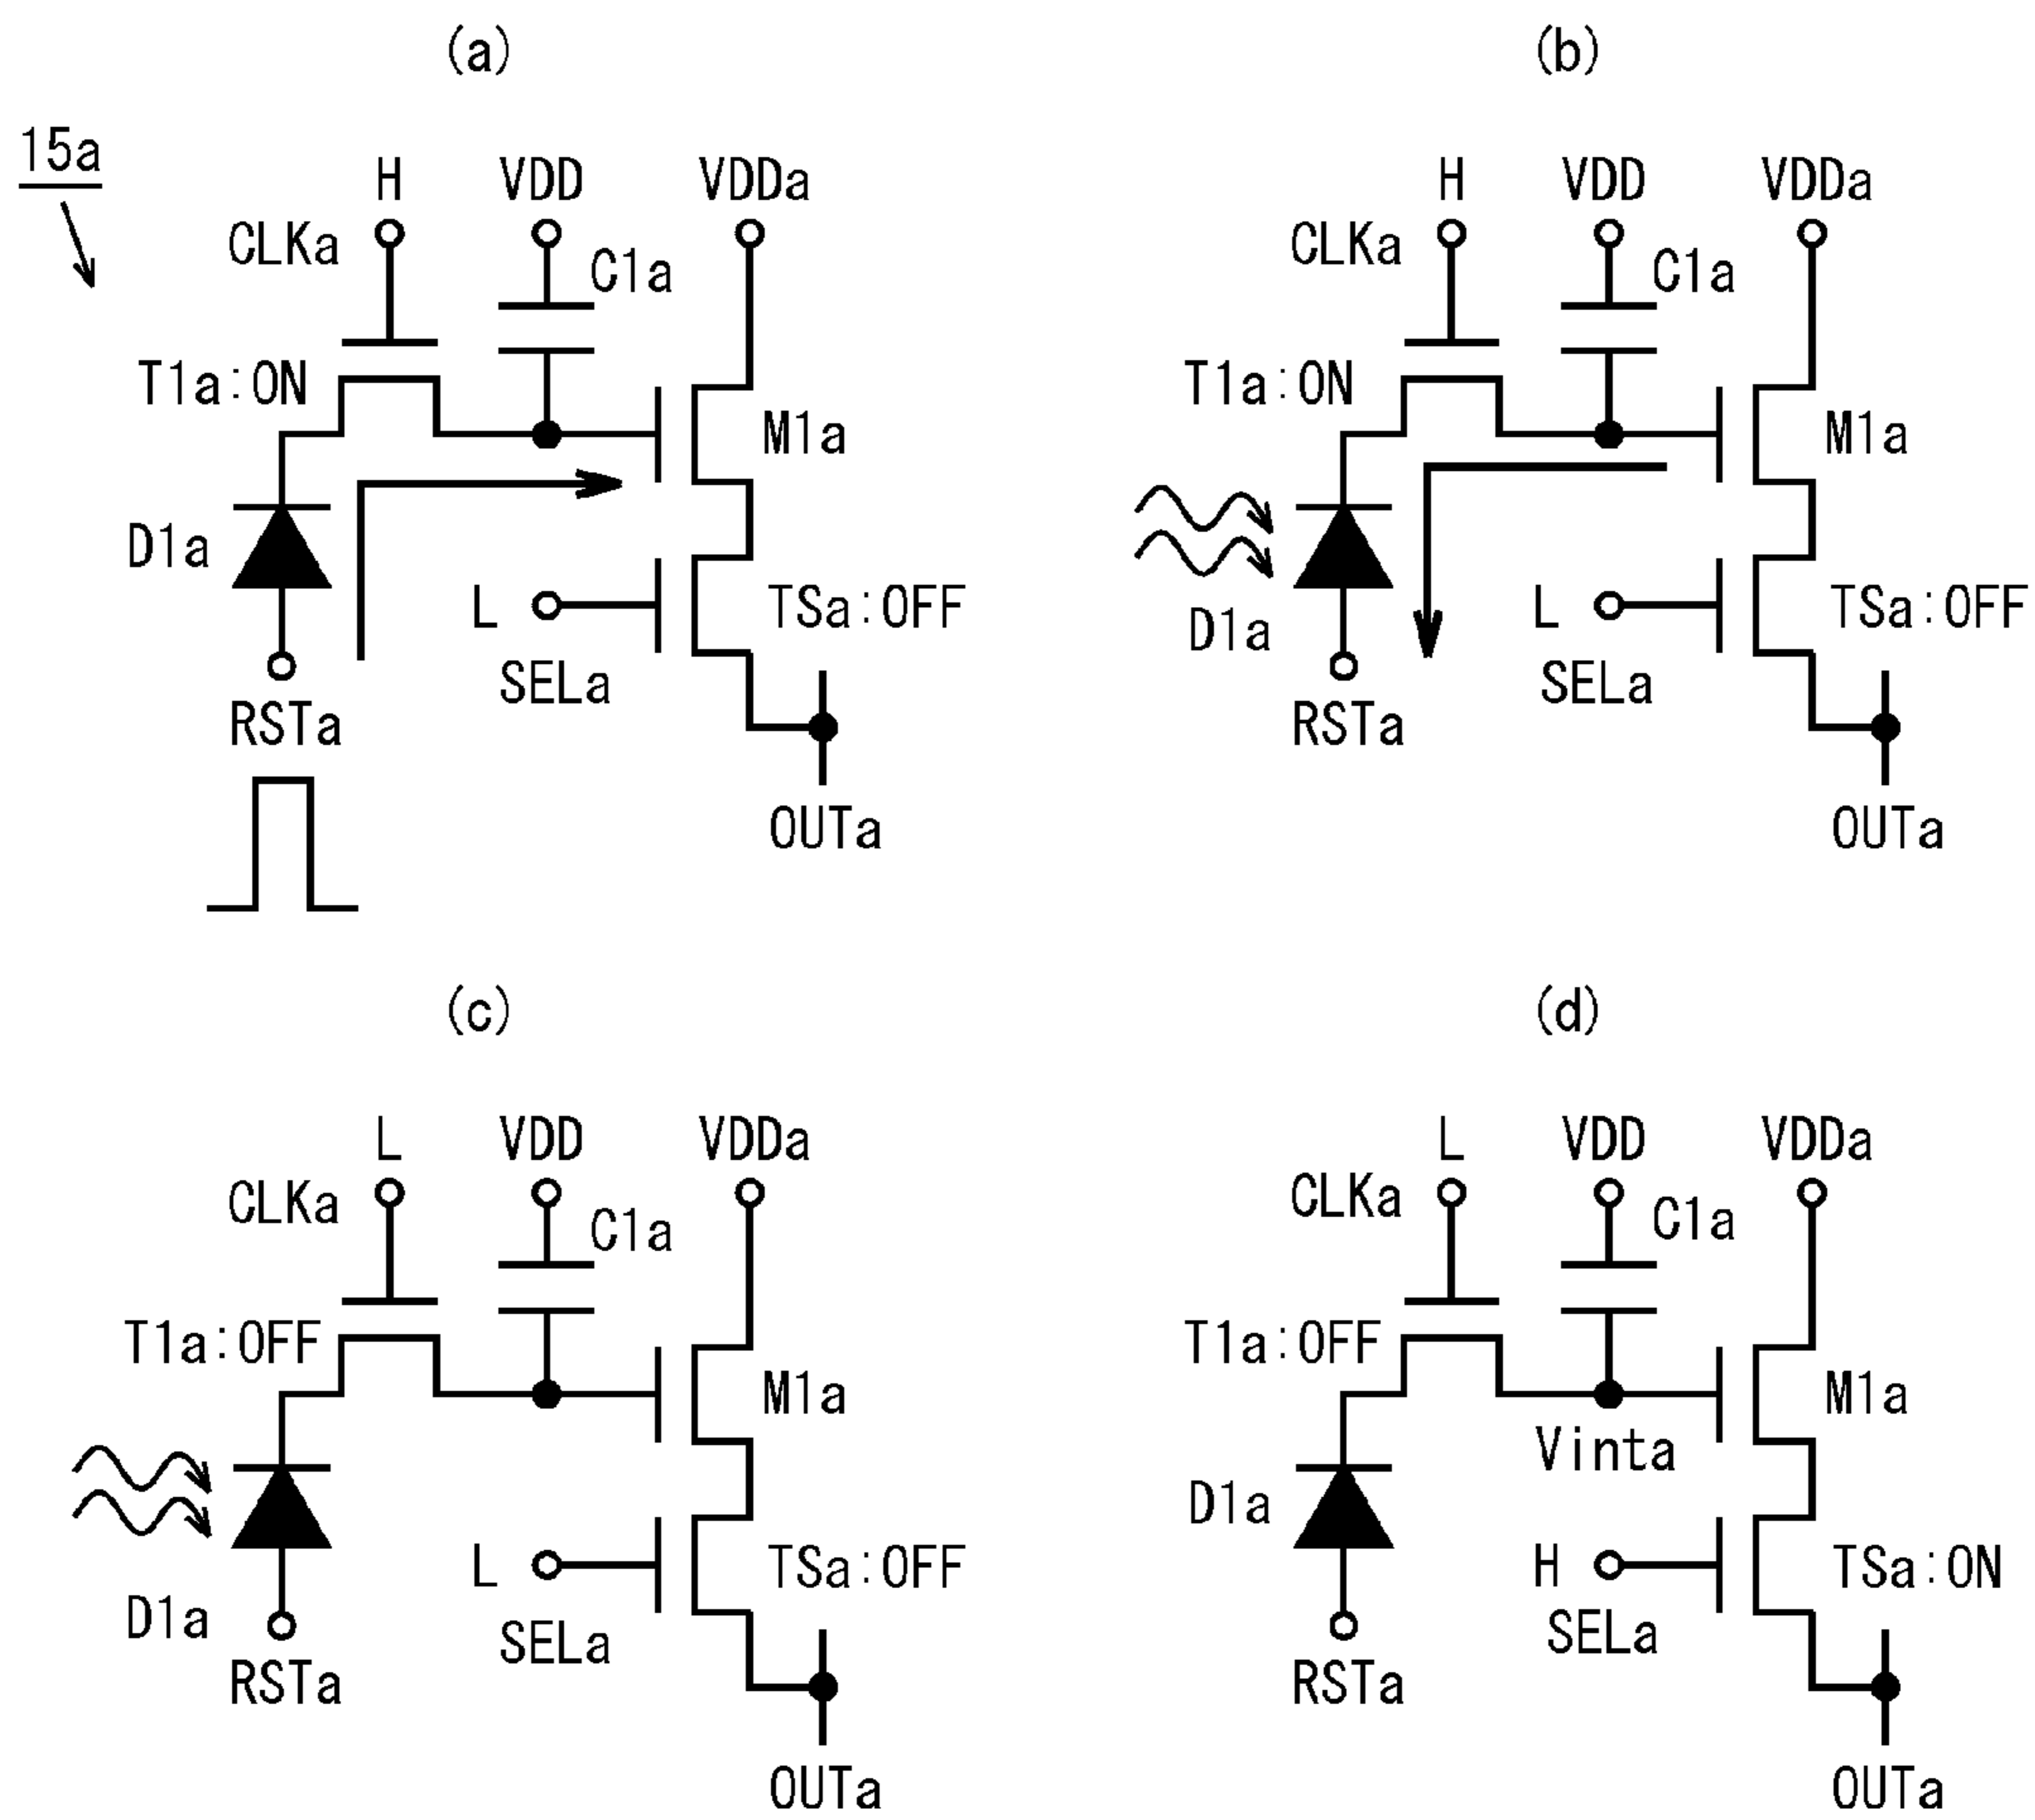 (a)
15a
H VDD VDDa
CLKa C1a
T1a:ON
M1a
D1a
L TSa:OFF
SELa
RSTa
OUTa
(b)
H VDD VDDa
CLKa C1a
T1a:ON
M1a
D1a
L TSa:OFF
SELa
RSTa
OUTa
(c)
L VDD VDDa
CLKa C1a
T1a:OFF
M1a
D1a
L TSa:OFF
SELa
RSTa
OUTa
(d)
L VDD VDDa
CLKa C1a
T1a:OFF
M1a
Vinta
D1a
H TSa:ON
SELa
RSTa
OUTa